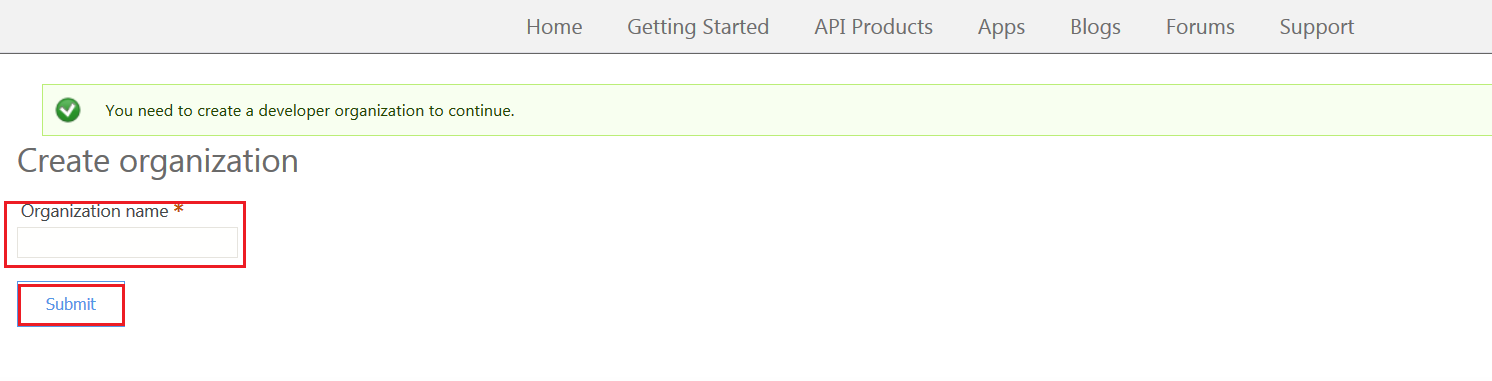 Home Getting Started API Products Apps Blogs Forums Support
You need to create a developer organization to continue.
Create organization
Organization name *
Submit